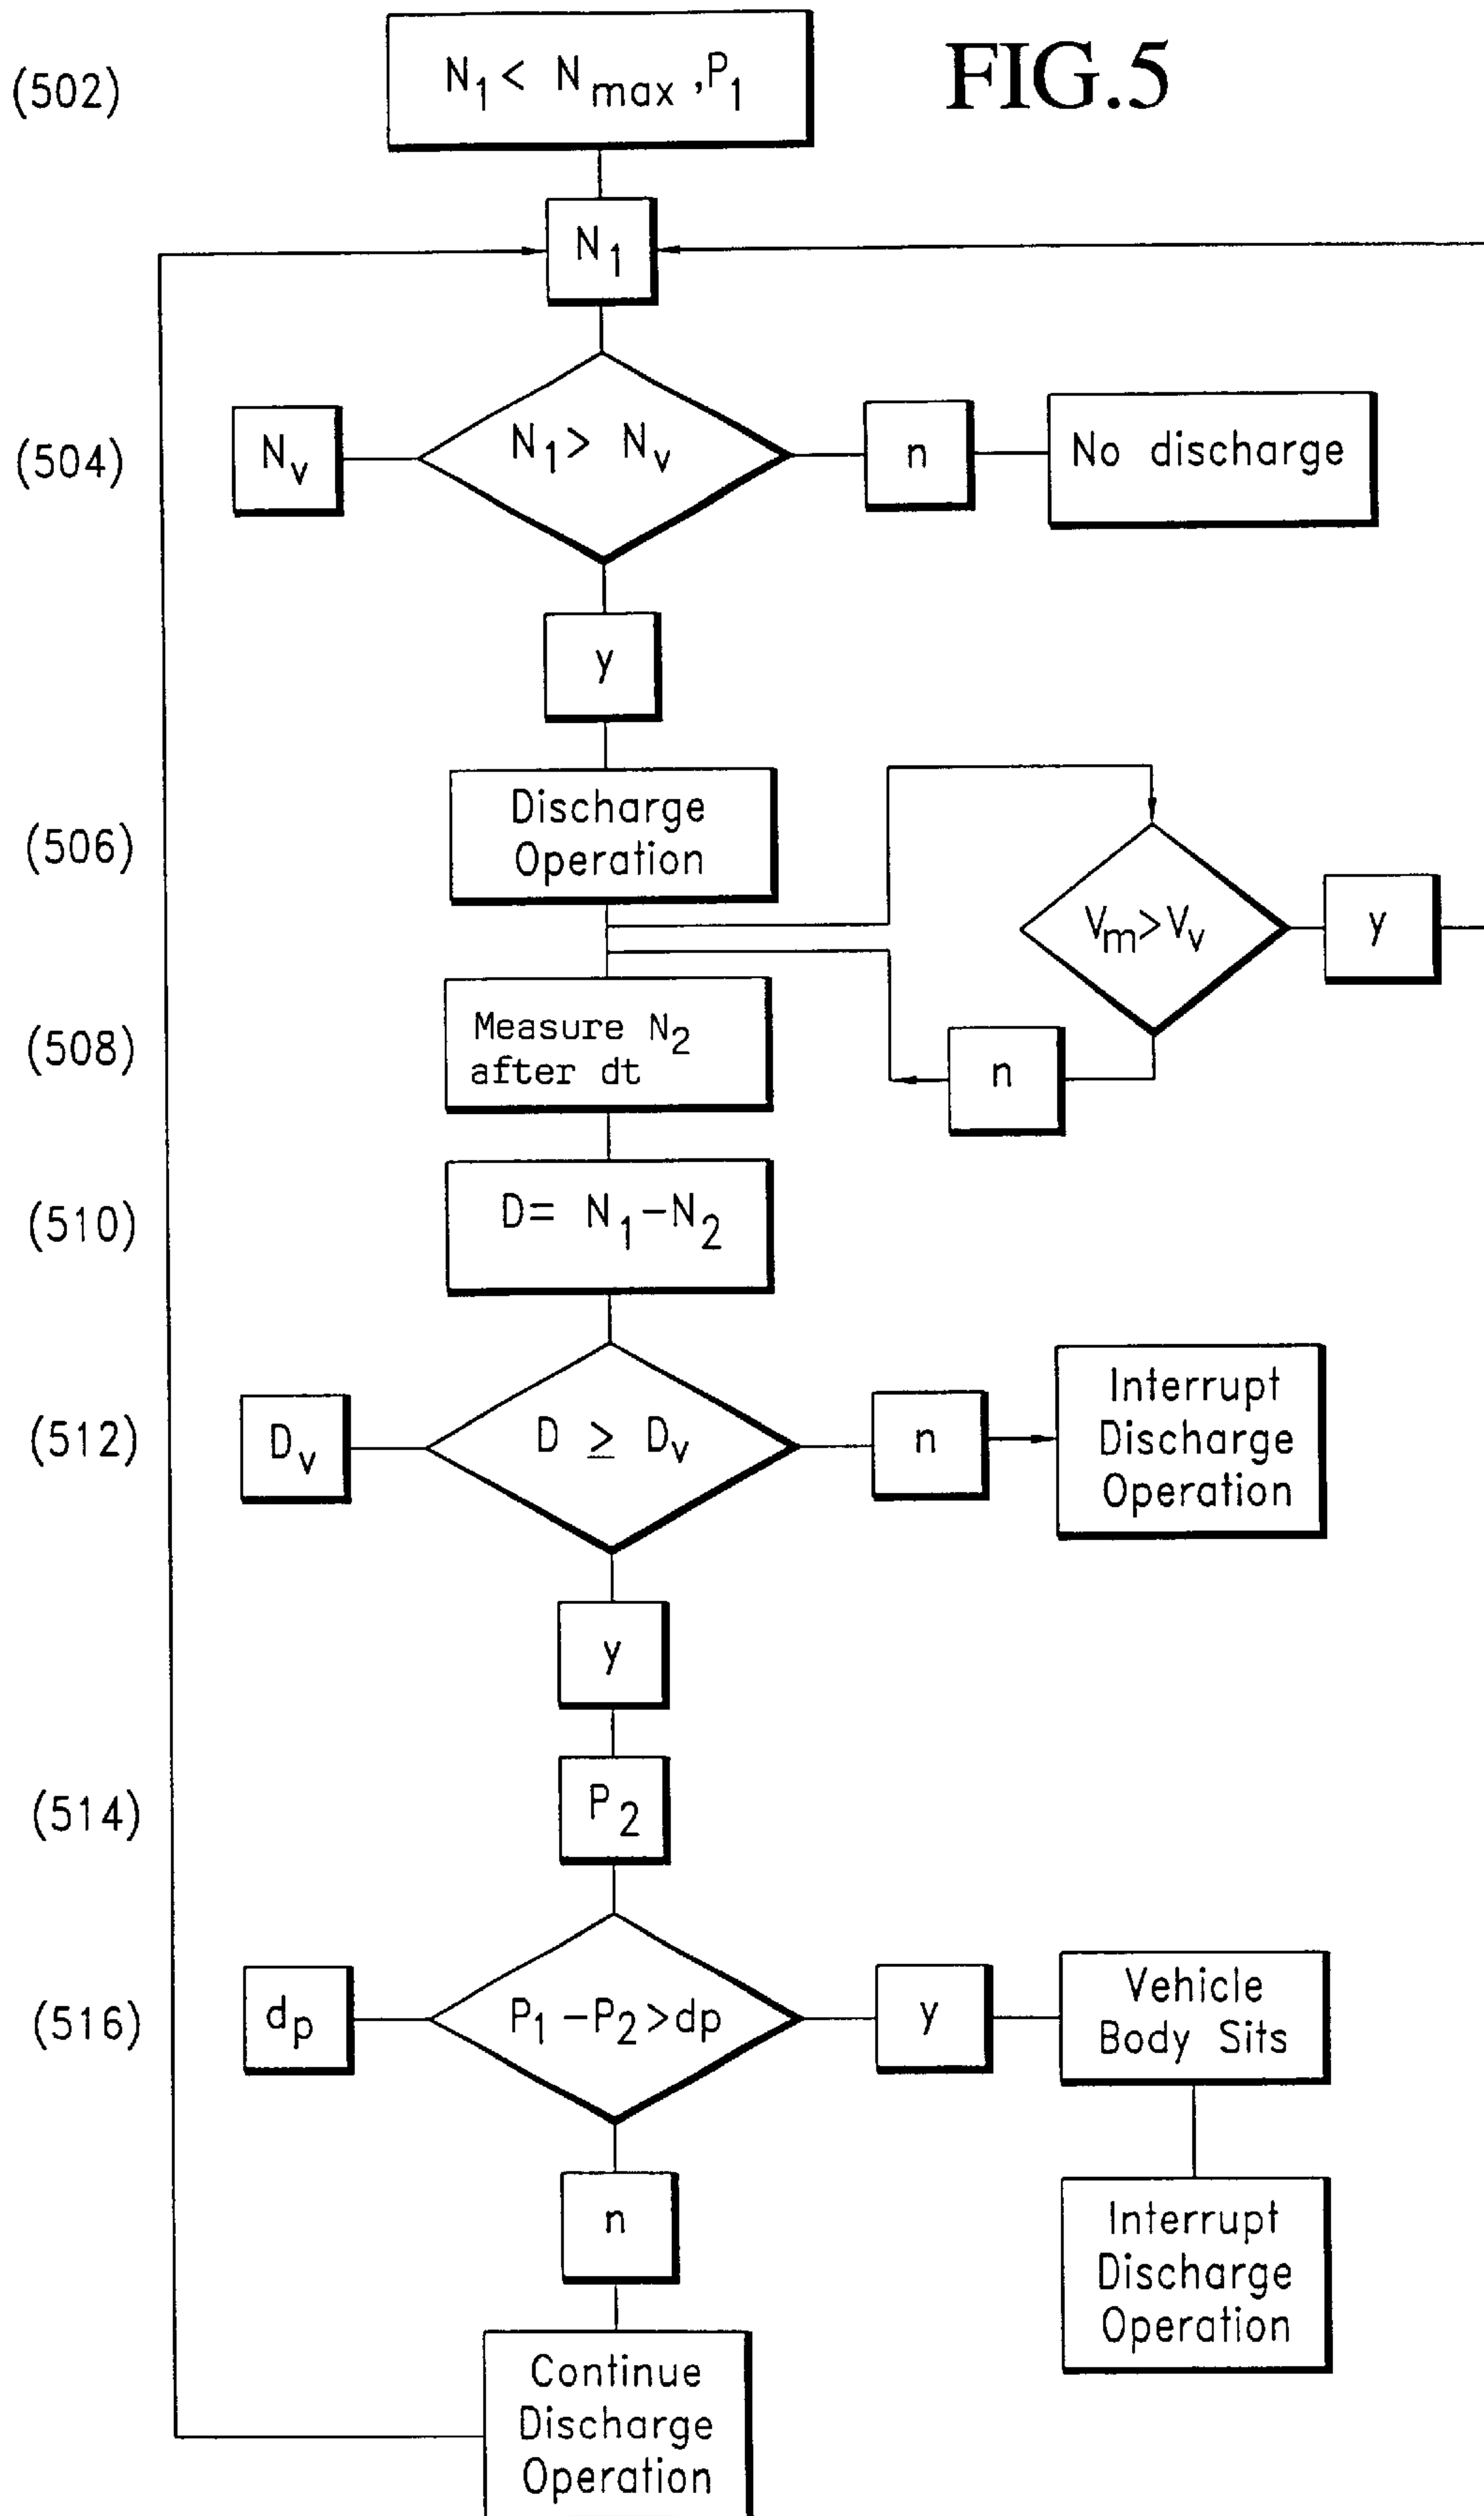 FIG.5
(502)
N₁ < Nmax ,P₁
N₁
(504)
Nᵥ
N₁ > Nᵥ
n
No discharge
y
(506)
Discharge
Operation
Vm>Vᵥ
y
(508)
Measure N₂
after dt
n
(510)
D= N₁-N₂
(512)
Dᵥ
D ≥ Dᵥ
n
Interrupt
Discharge
Operation
y
(514)
P₂
(516)
dp
P₁ -P₂>dp
y
Vehicle
Body Sits
n
Interrupt
Discharge
Operation
Continue
Discharge
Operation